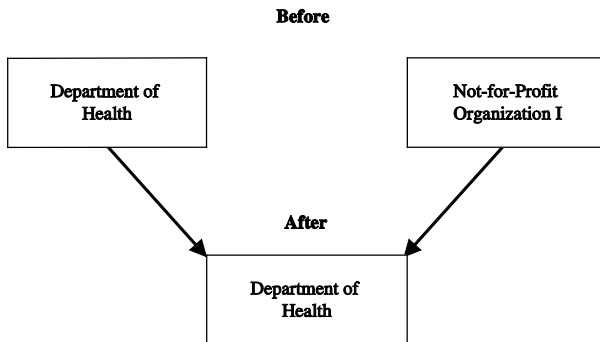 Before
Department of
Health
Not-for-Profit
Organization I
After
Department of
Health